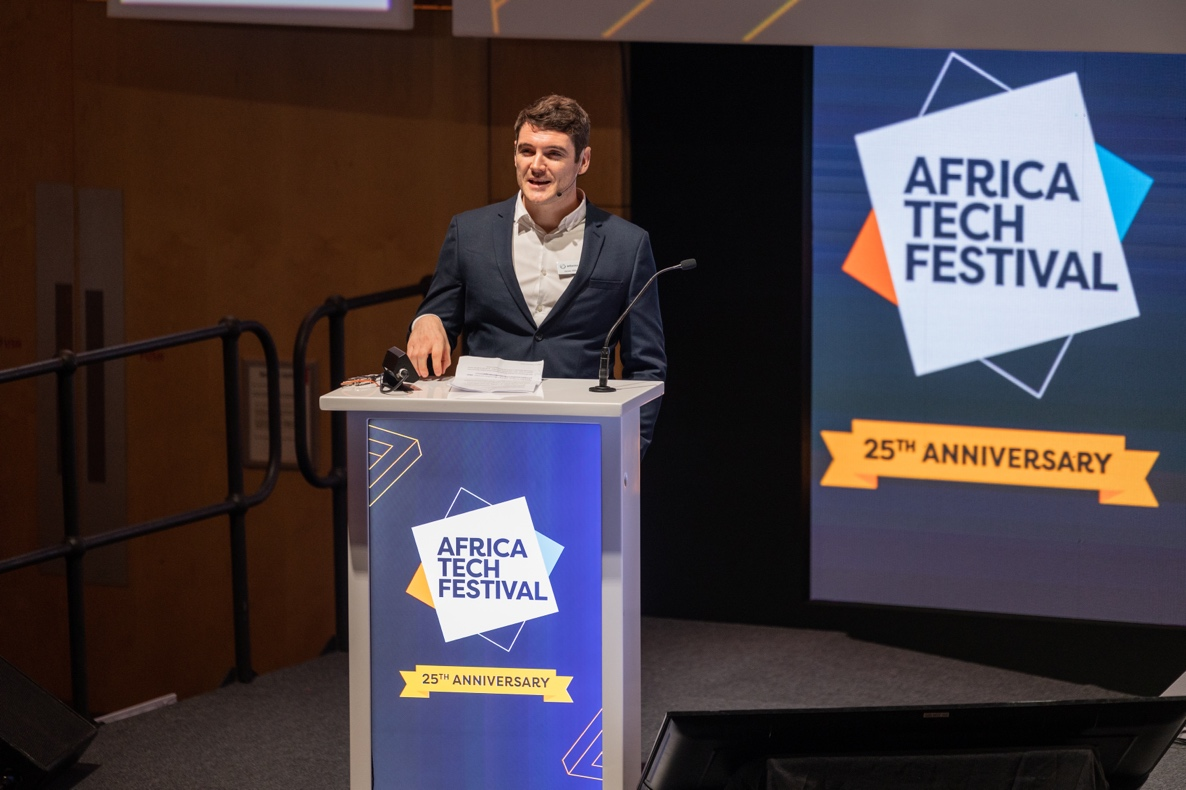 AFRICA
TECH
FESTIVAL
25TH ANNIVERSARY
AFRICA
TECH
FESTIVAL
25TH ANNIVERSARY